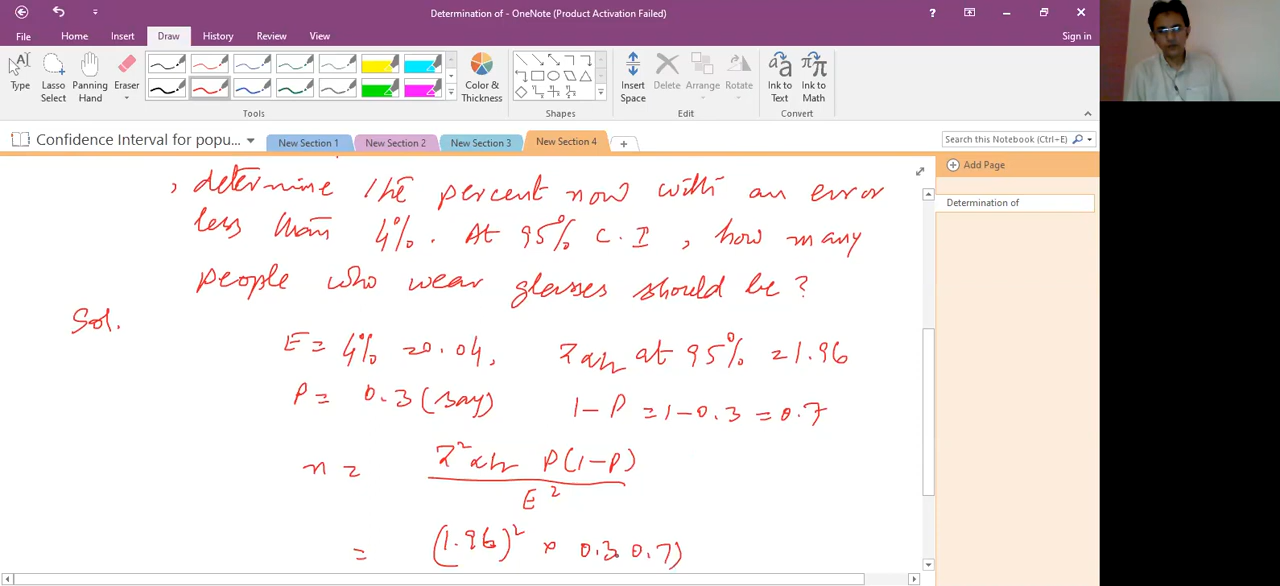 Determination of - OneNote (Product Activation Failed)
File Home Insert Draw History Review View Sign in
Type Lasso Select Panning Hand Eraser Color & Thickness Insert Space Delete Arrange Rotate Ink to Text Ink to Math
Tools Shapes Edit Convert
Confidence Interval for popu... New Section 1 New Section 2 New Section 3 New Section 4 Search this Notebook (Ctrl+E)
Add Page
Determination of
, determine the percent now with an error
less than 4%. At 95% C.I, how many
people who wear glasses should be?
Sol.
E = 4% = 0.04, Zα/2 at 95% = 1.96
P = 0.3 (say) 1-P = 1-0.3 = 0.7
n = Z²α/2 P(1-P)
E²
= (1.96)² × 0.3 0.7)